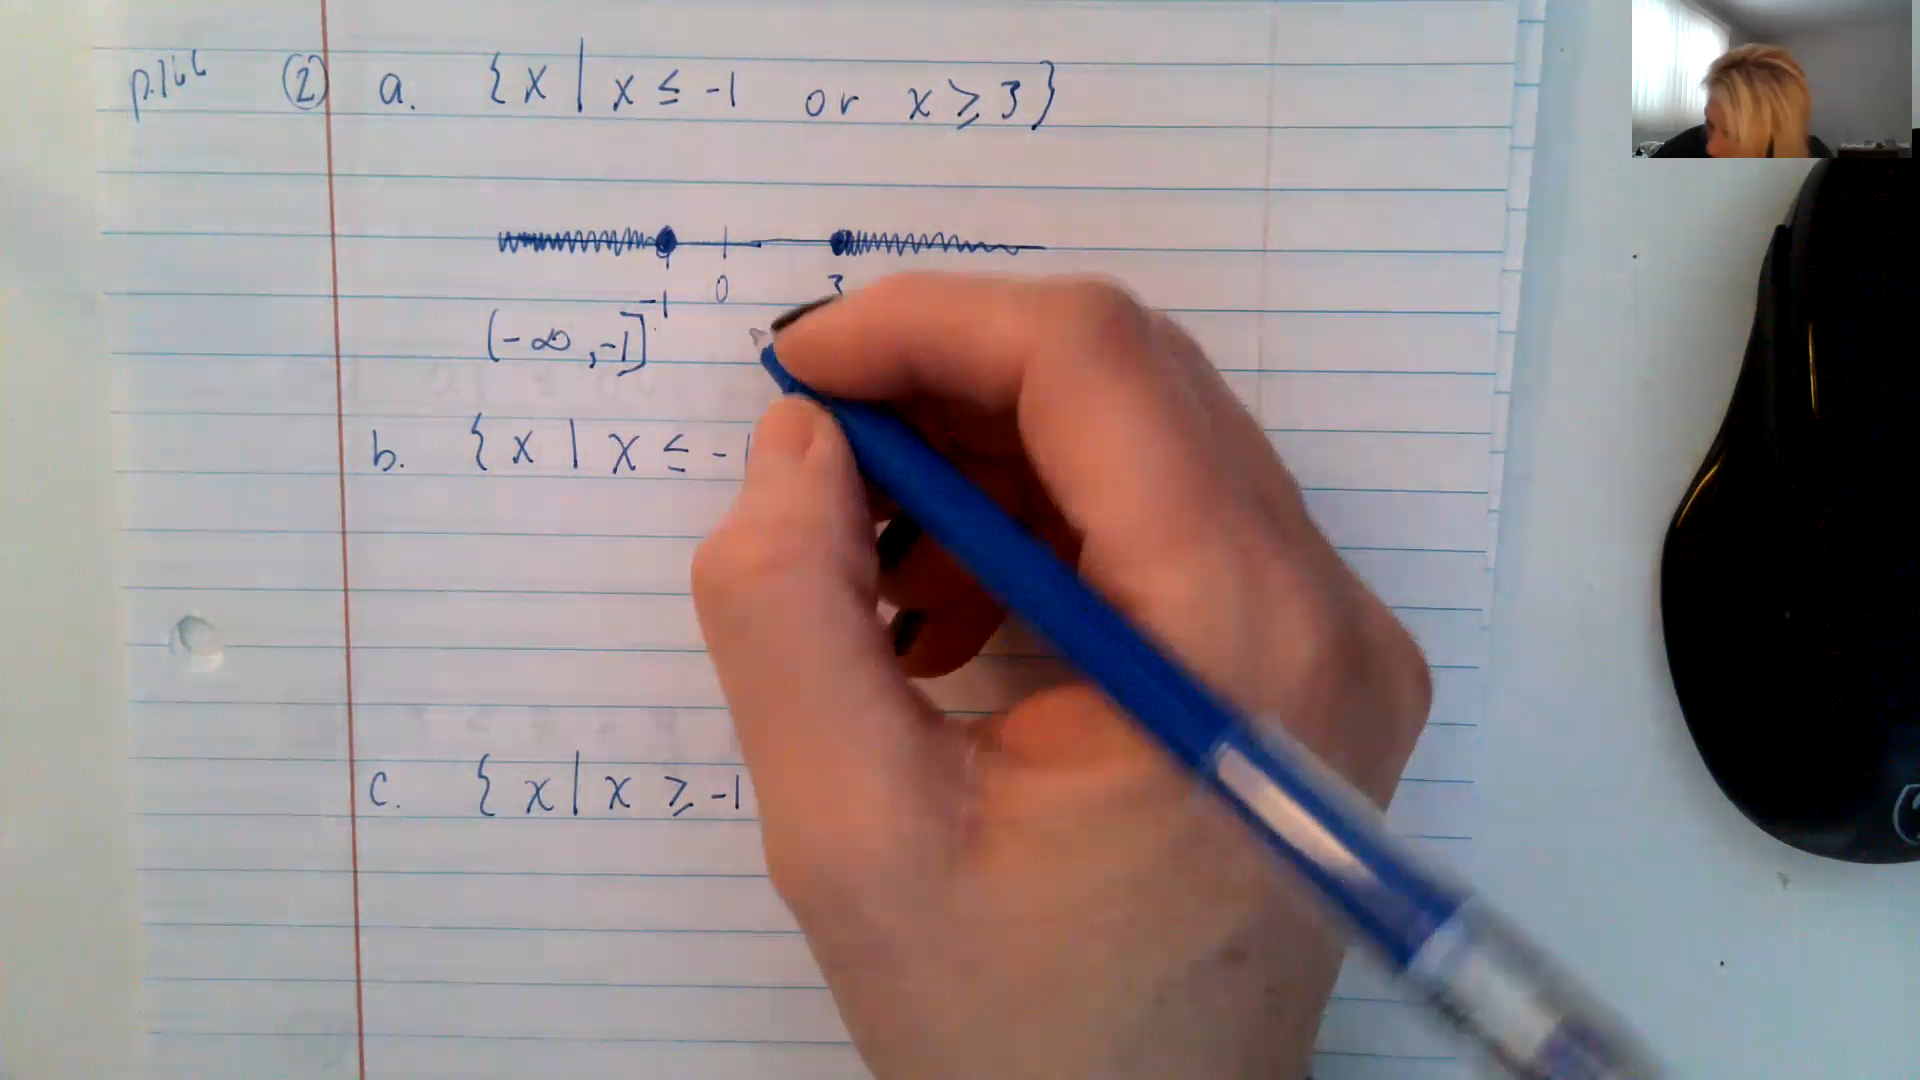 p.166 (2) a. {x | x ≤ -1 or x ≥ 3}
-1 0 3
(-∞, -1]
b. {x | x ≤ -1
c. {x | x ≥ -1